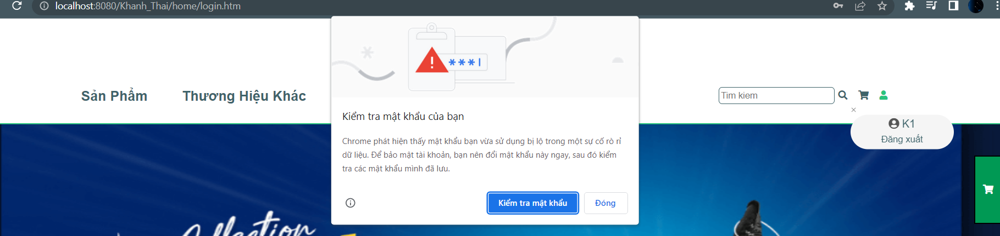 localhost:8080/Khanh_Thai/home/login.htm
***
Sản Phẩm
Thương Hiệu Khác
Tim kiem
K1
Đăng xuất
Kiểm tra mật khẩu của bạn
Chrome phát hiện thấy mật khẩu bạn vừa sử dụng bị lộ trong một sự cố rò rỉ
dữ liệu. Để bảo mật tài khoản, bạn nên đổi mật khẩu này ngay, sau đó kiểm
tra các mật khẩu mình đã lưu.
Kiểm tra mật khẩu
Đóng
Collection